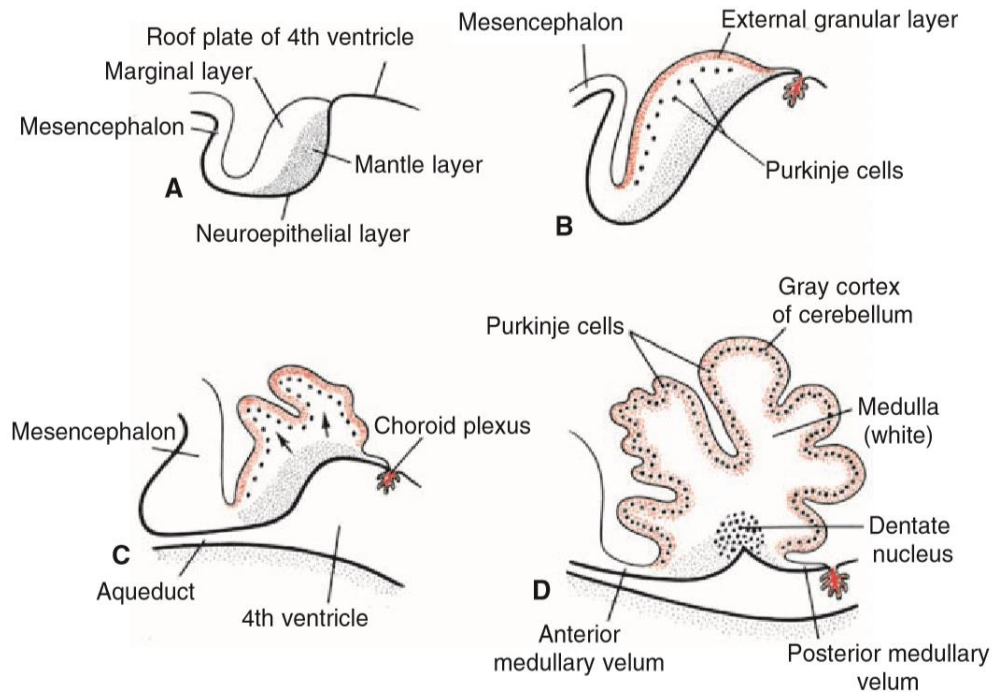 Roof plate of 4th ventricle
Marginal layer
Mesencephalon
Mantle layer
A
Neuroepithelial layer
Mesencephalon
External granular layer
Purkinje cells
B
Mesencephalon
Choroid plexus
C
Aqueduct
4th ventricle
Gray cortex
of cerebellum
Purkinje cells
Medulla
(white)
Dentate
nucleus
D
Anterior
medullary velum
Posterior medullary
velum